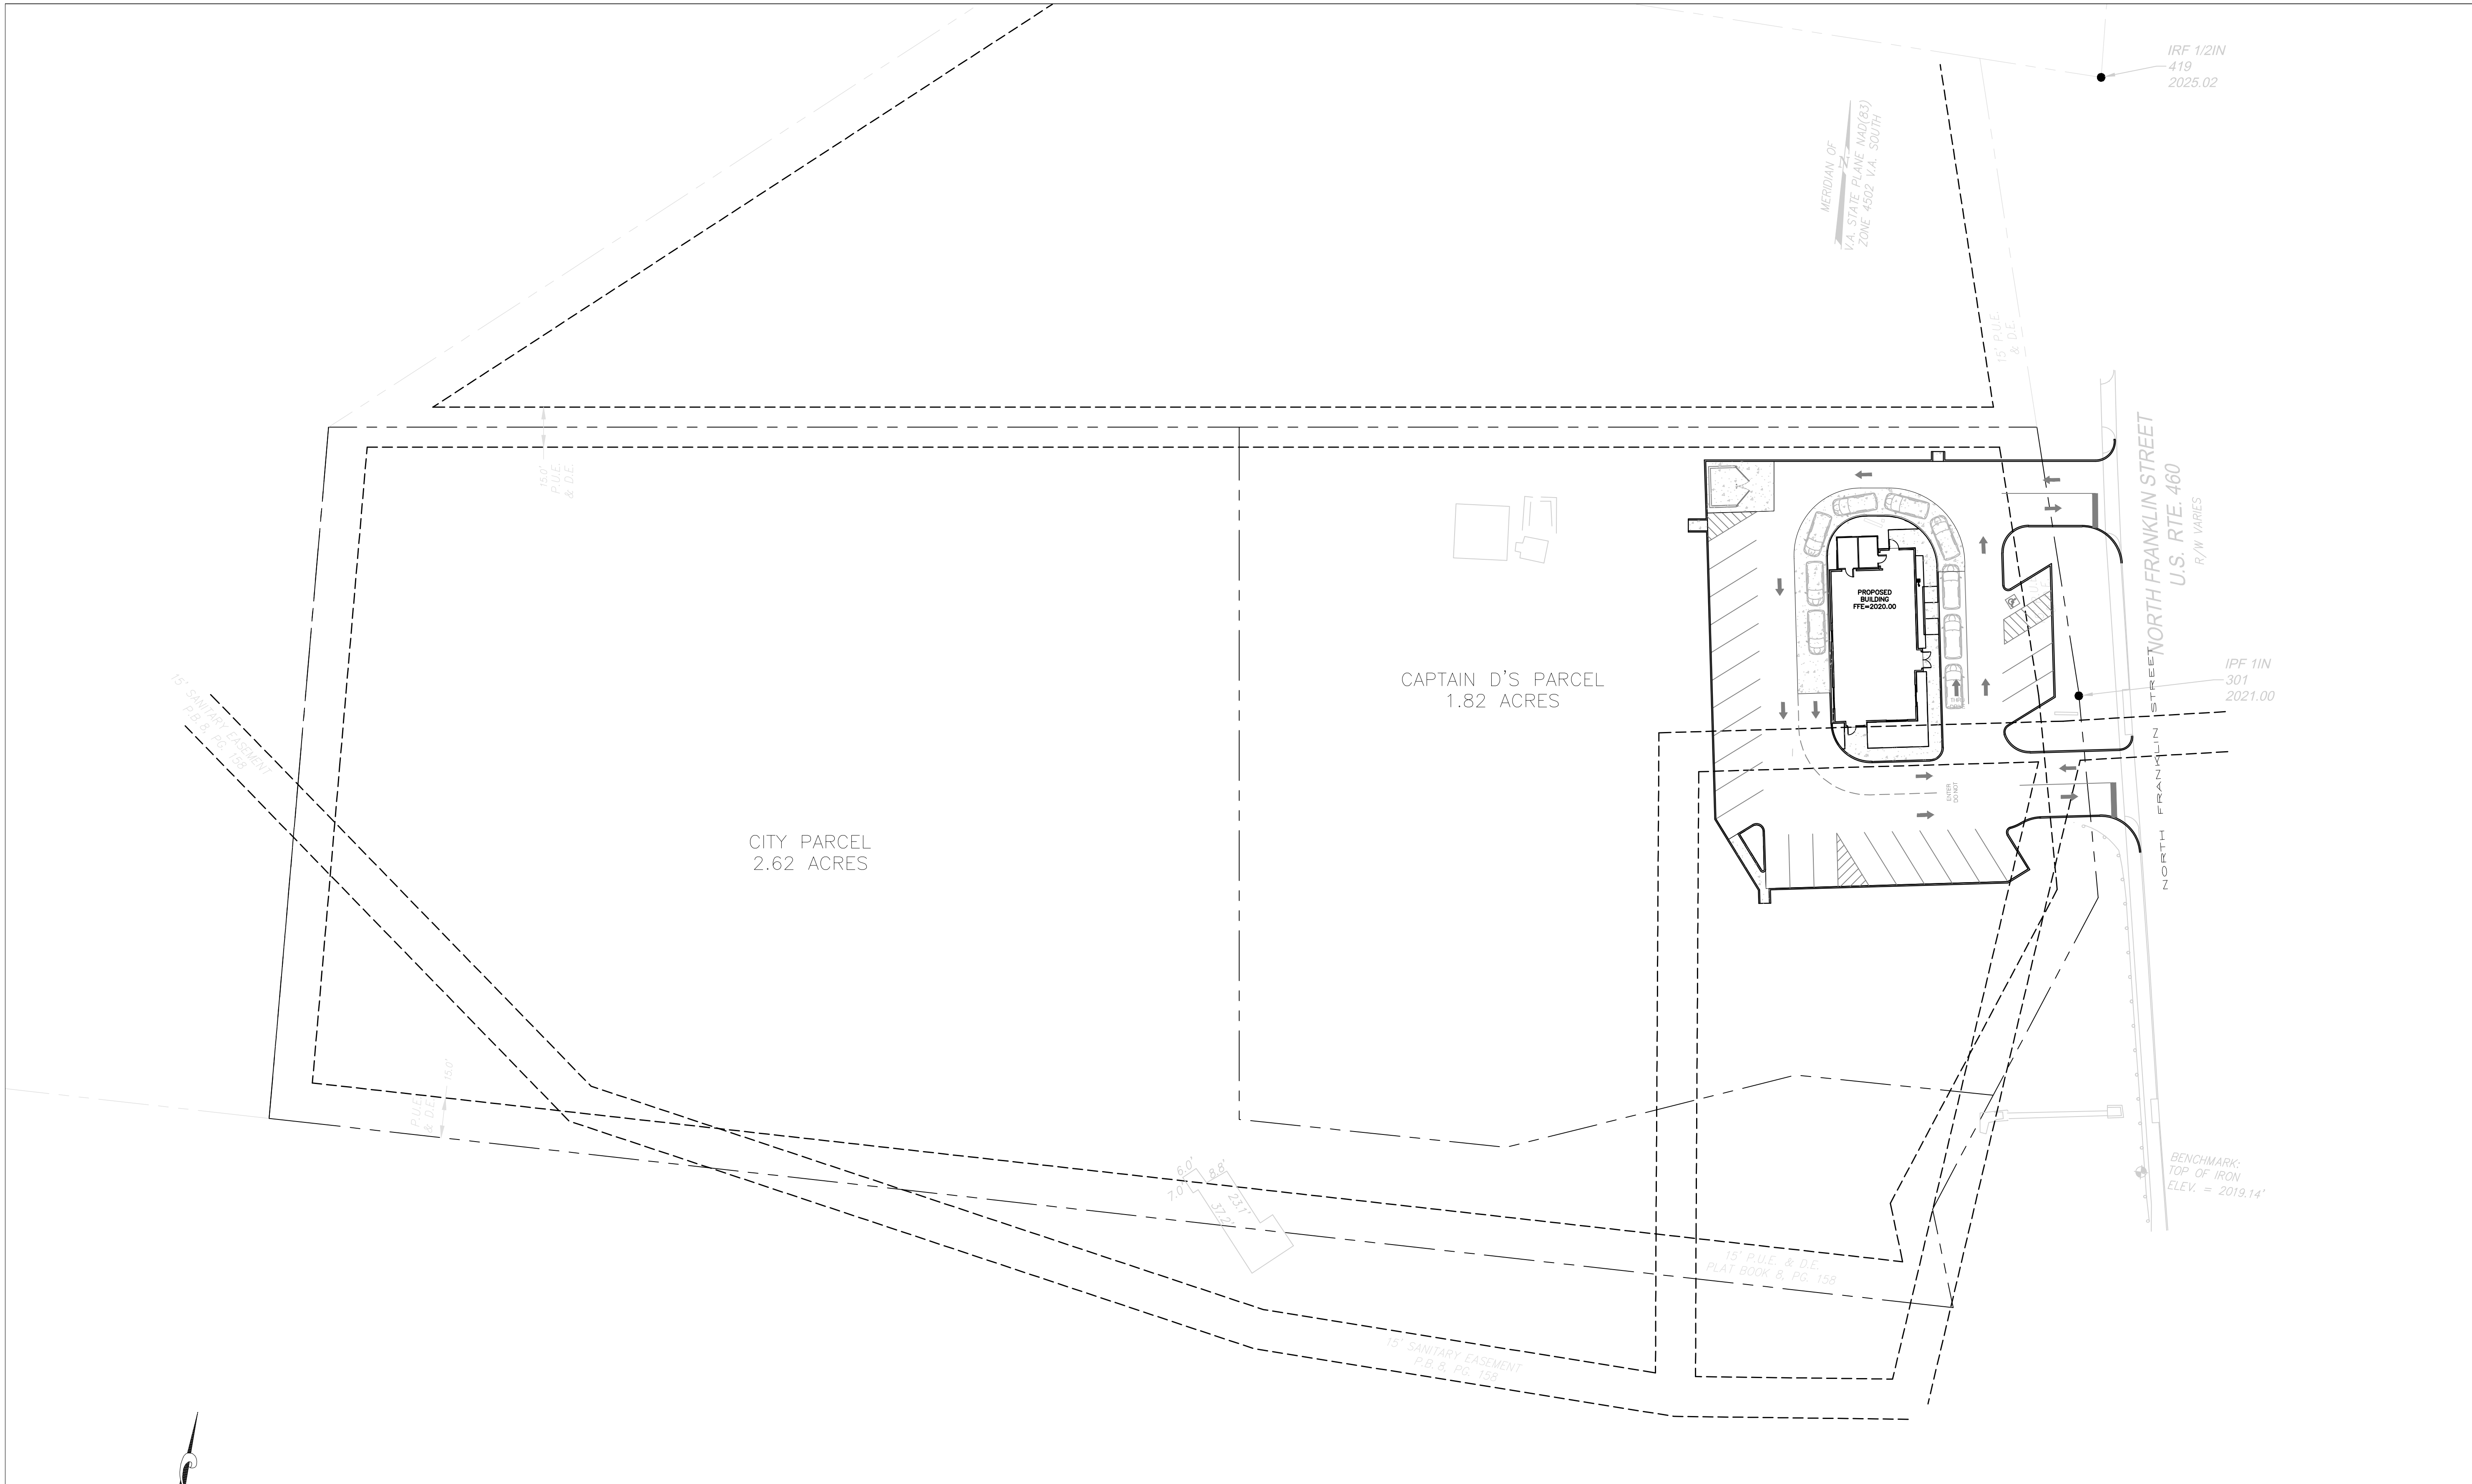 IRF 1/2IN
419
2025.02
MERIDIAN OF
V.A. STATE PLANE NAD(83)
ZONE 4502 V.A. SOUTH
15' P.U.E.
& D.E.
NORTH FRANKLIN STREET
U.S. RTE. 460
R/W VARIES
15.0'
P.U.E.
& D.E.
PROPOSED
BUILDING
FFE=2020.00
CAPTAIN D'S PARCEL
1.82 ACRES
IPF 1IN
301
2021.00
NORTH FRANKLIN STREET
15' SANITARY EASEMENT
P.B. 8, PG. 158
ENTER
DO NOT
CITY PARCEL
2.62 ACRES
15.0'
P.U.E.
& D.E.
6.0'
8.8'
7.0'
23.1'
37.2'
BENCHMARK:
TOP OF IRON
ELEV. = 2019.14'
15' P.U.E. & D.E.
PLAT BOOK 8, PG. 158
15' SANITARY EASEMENT
P.B. 8, PG. 158